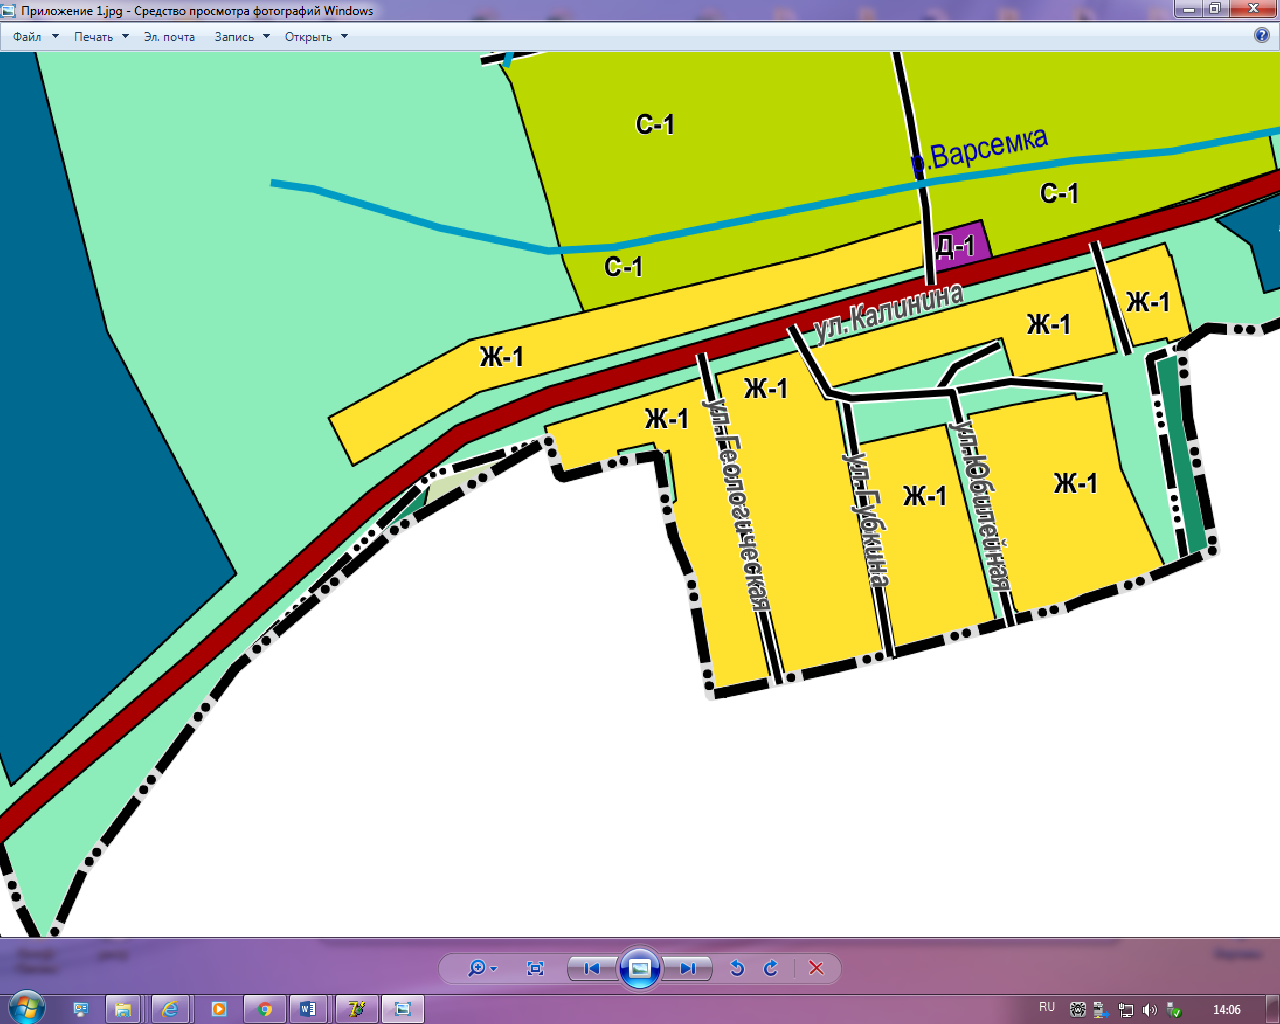 Приложение 1.jpg - Средство просмотра фотографий Windows
Файл Печать Эл. почта Запись Открыть
С-1
р.Варсемка
С-1
Д-1
С-1
ул.Калинина
Ж-1
Ж-1
Ж-1
Ж-1
Ж-1
ул.Геологическая
ул.Губкина
ул.Юбилейная
Ж-1
Ж-1
RU
14:06